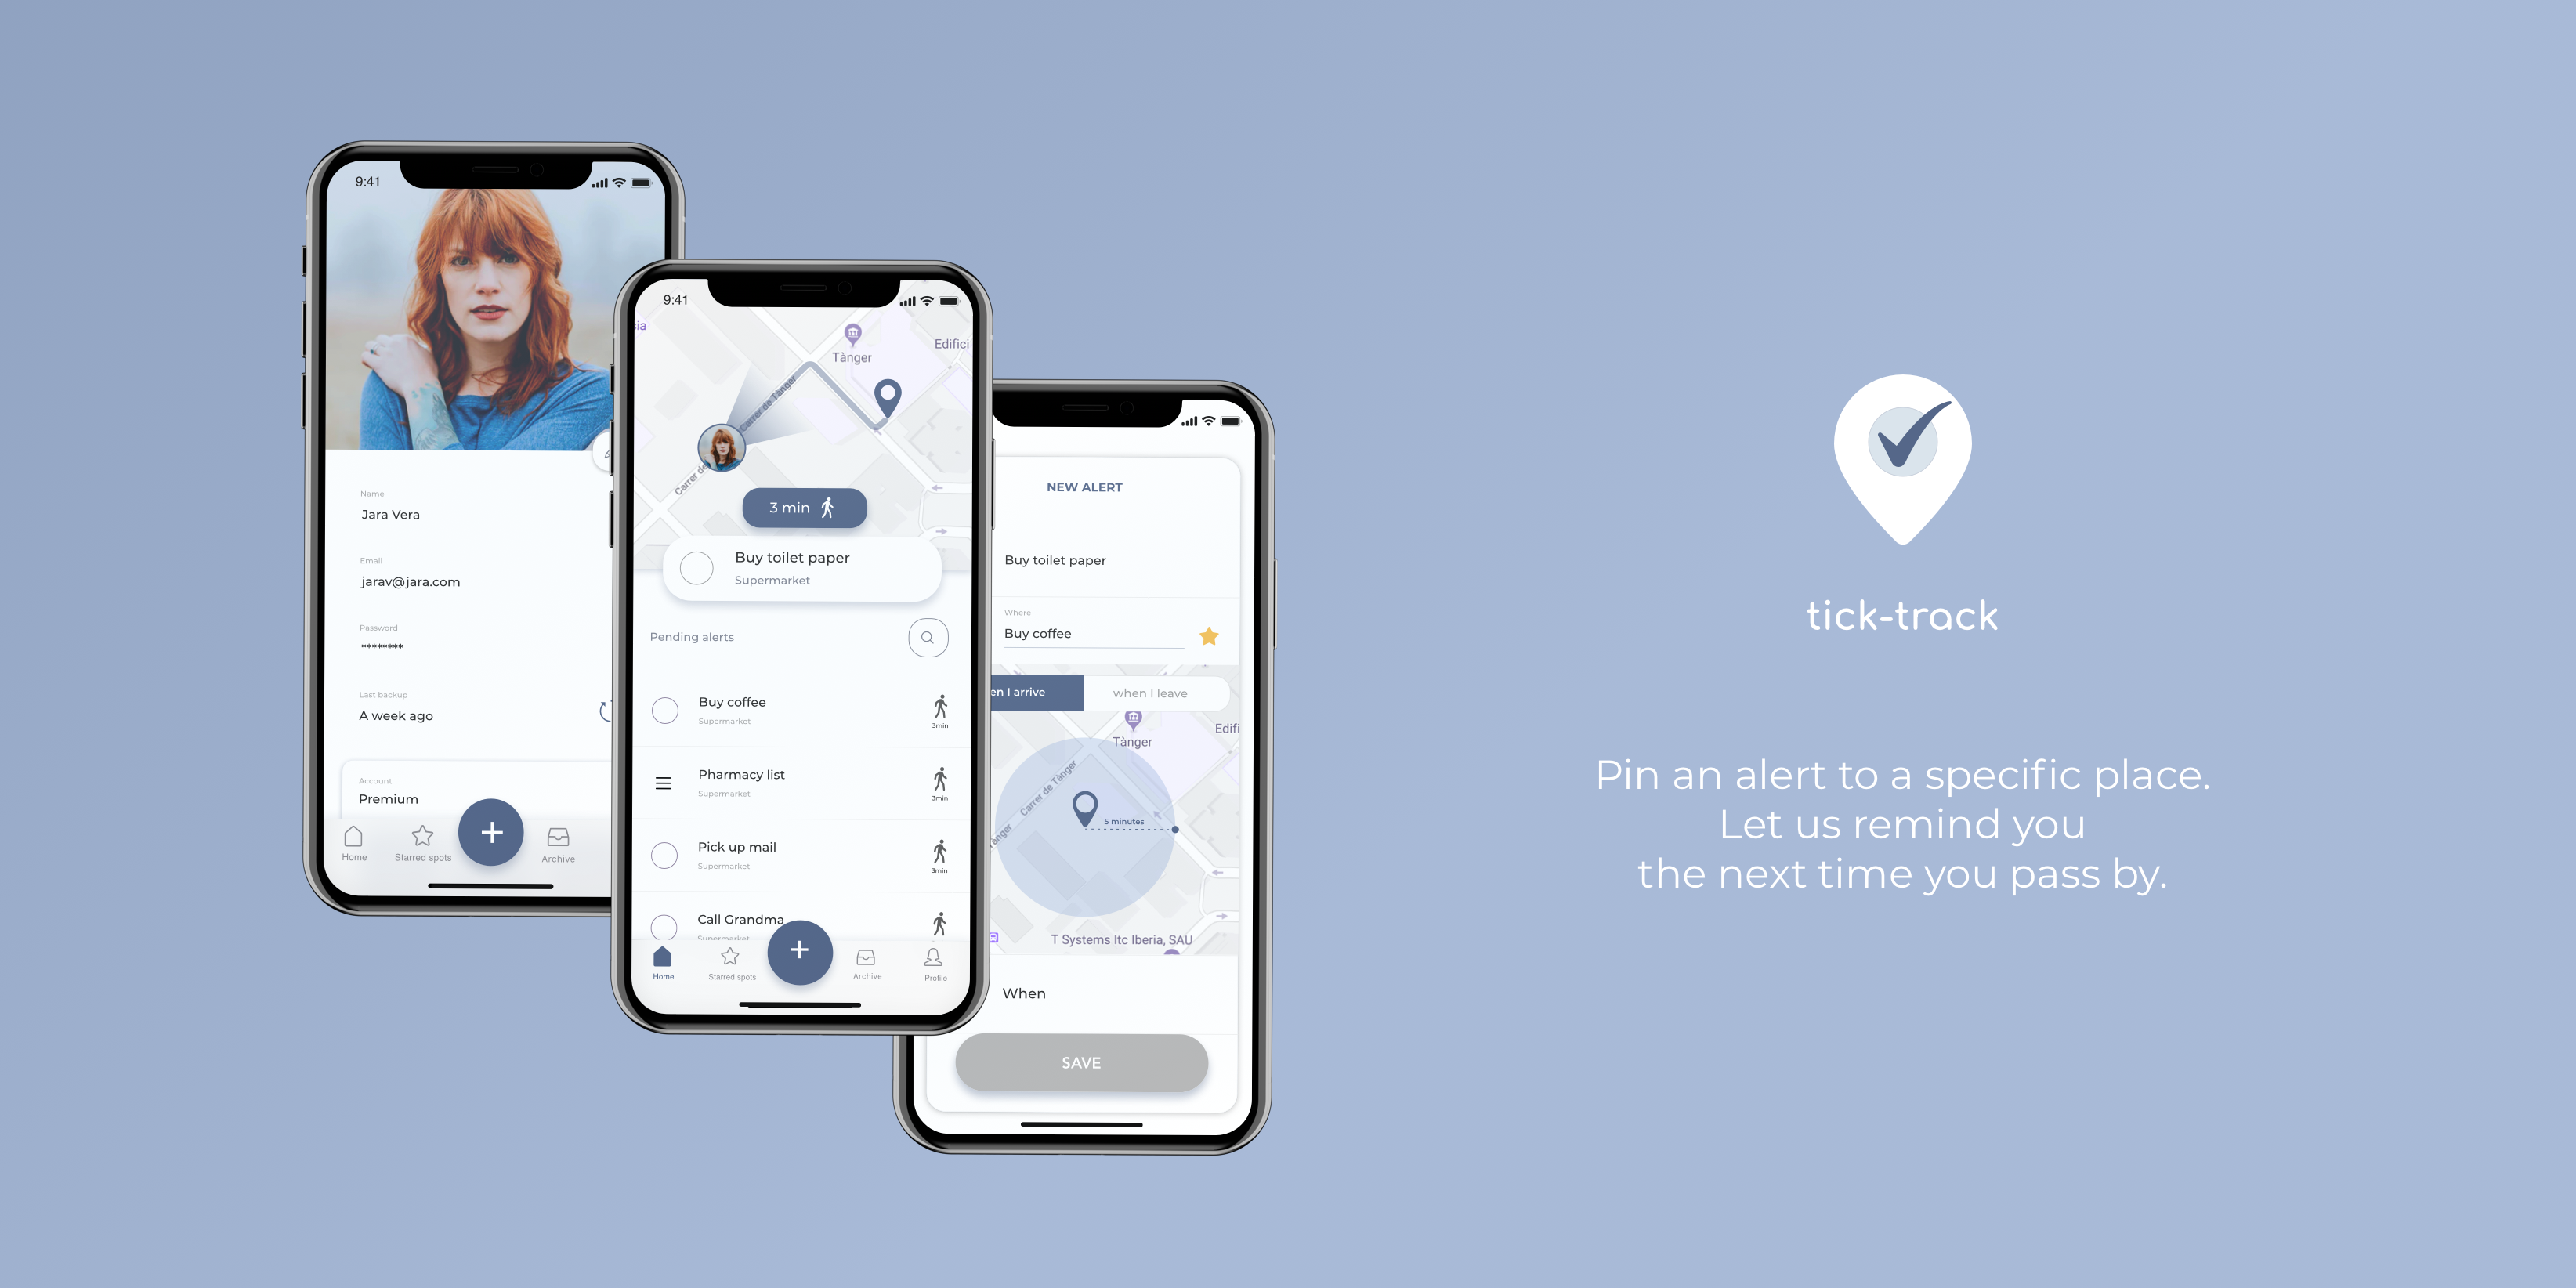 9:41
Name
Jara Vera
Email
jarav@jara.com
Password
********
Last backup
A week ago
Account
Premium
Home
Starred spots
+
Archive
9:41
sia
Tànger
Edifici
Carrer de Tànger
Carrer de
3 min
Buy toilet paper
Supermarket
Pending alerts
Buy coffee
Supermarket
3min
Pharmacy list
Supermarket
3min
Pick up mail
Supermarket
3min
Call Grandma
Supermarket
Home
Starred spots
+
Archive
Profile
NEW ALERT
Buy toilet paper
Where
Buy coffee
en I arrive
when I leave
Tànger
Edifi
Carrer de Tànger
Tànger
5 minutes
T Systems Itc Iberia, SAU
When
SAVE
tick-track
Pin an alert to a specific place.
Let us remind you
the next time you pass by.